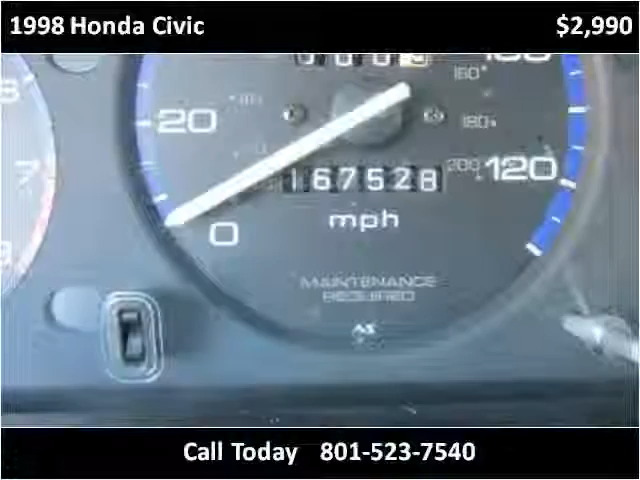 1998 Honda Civic $2,990
160
180
20
200 120
167528
0
mph
MAINTENANCE
REQUIRED
Call Today 801-523-7540